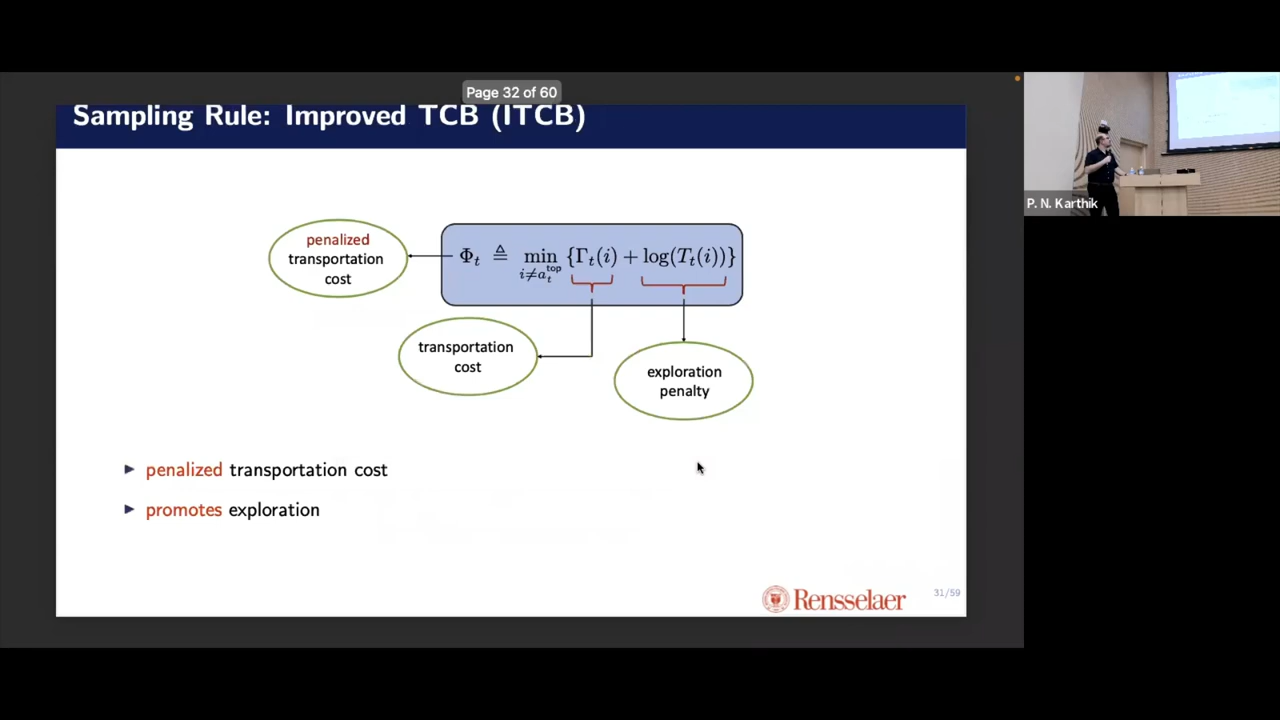 Page 32 of 60
Sampling Rule: Improved TCB (ITCB)
penalized
transportation
cost
Φ_t ≜ min_{i≠a_t^top} {Γ_t(i) + log(T_t(i))}
transportation
cost
exploration
penalty
► penalized transportation cost
► promotes exploration
Rensselaer
31/59
P. N. Karthik